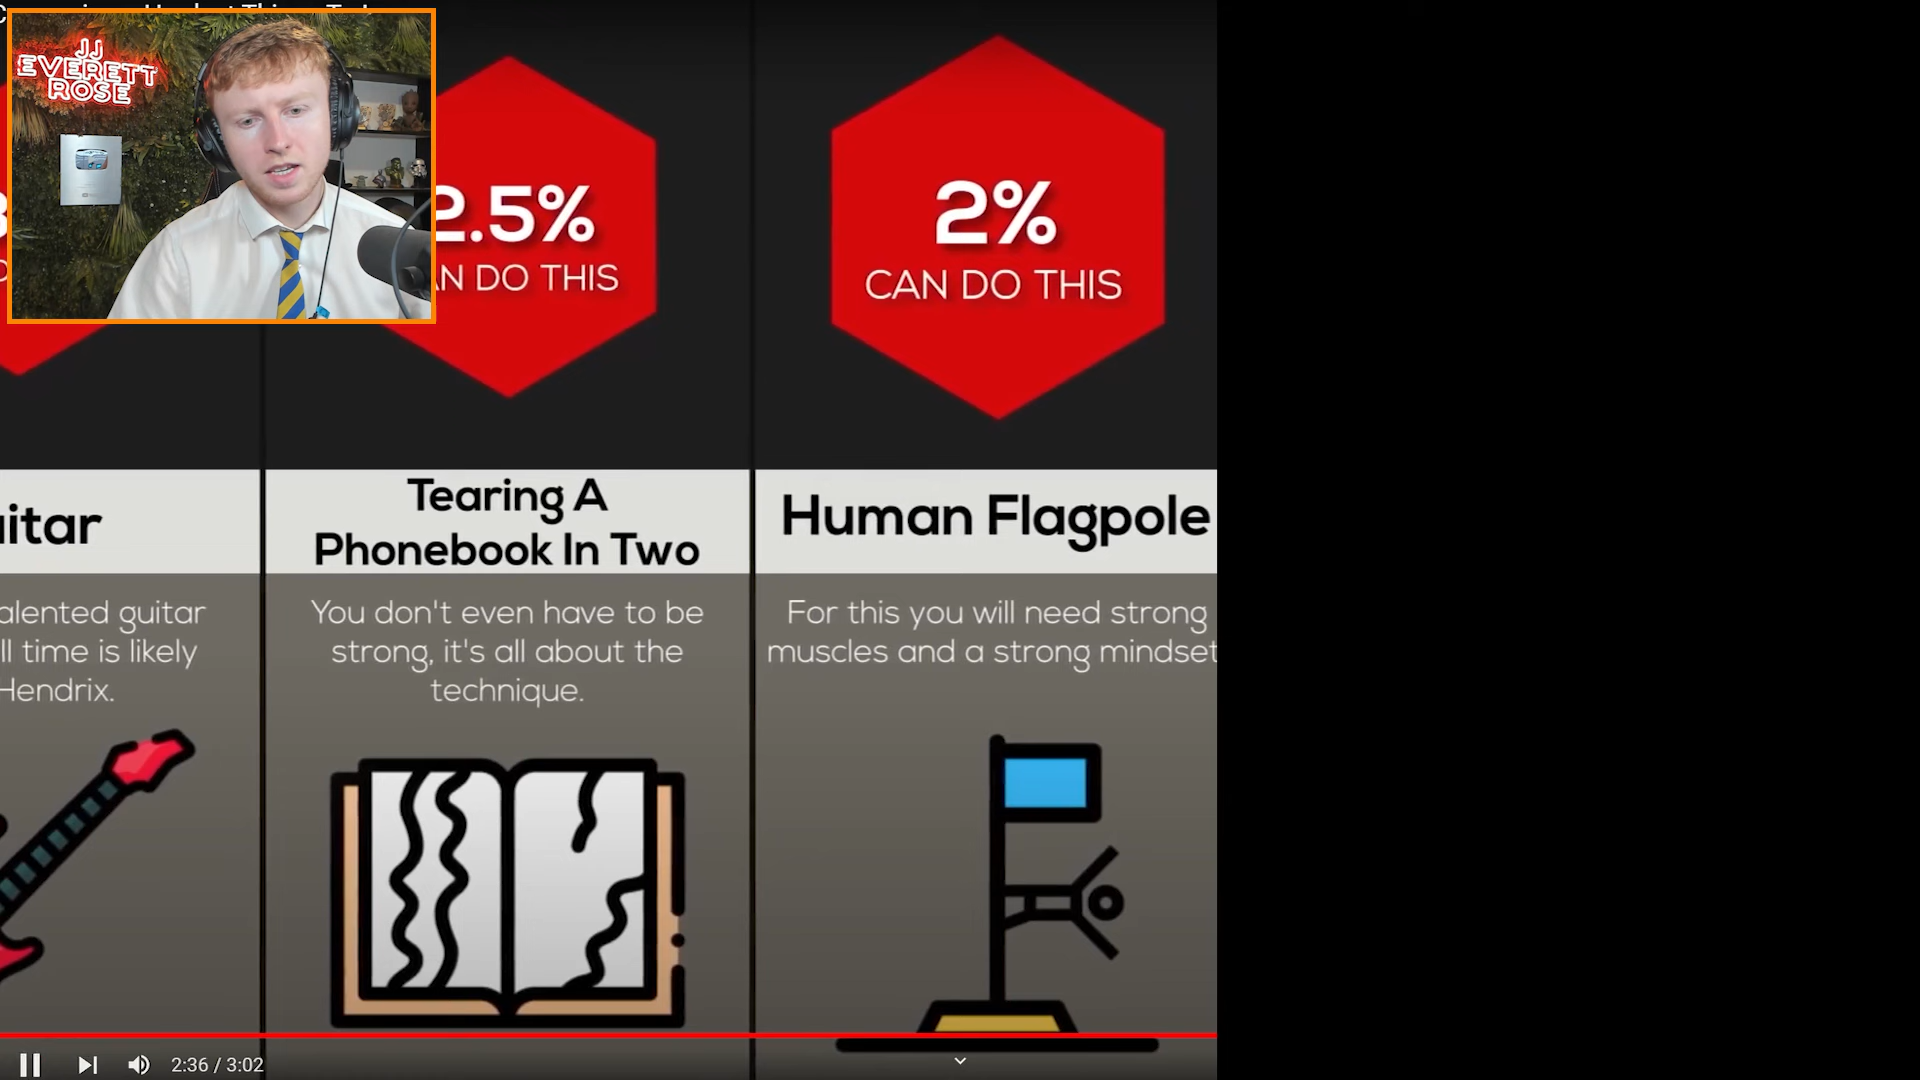 JJ
EVERETT
ROSE
2.5%
CAN DO THIS
2%
CAN DO THIS
Tearing A
Phonebook In Two
Human Flagpole
You don't even have to be
strong, it's all about the
technique.
For this you will need strong
muscles and a strong mindset
itar
alented guitar
ll time is likely
Hendrix.
2:36 / 3:02